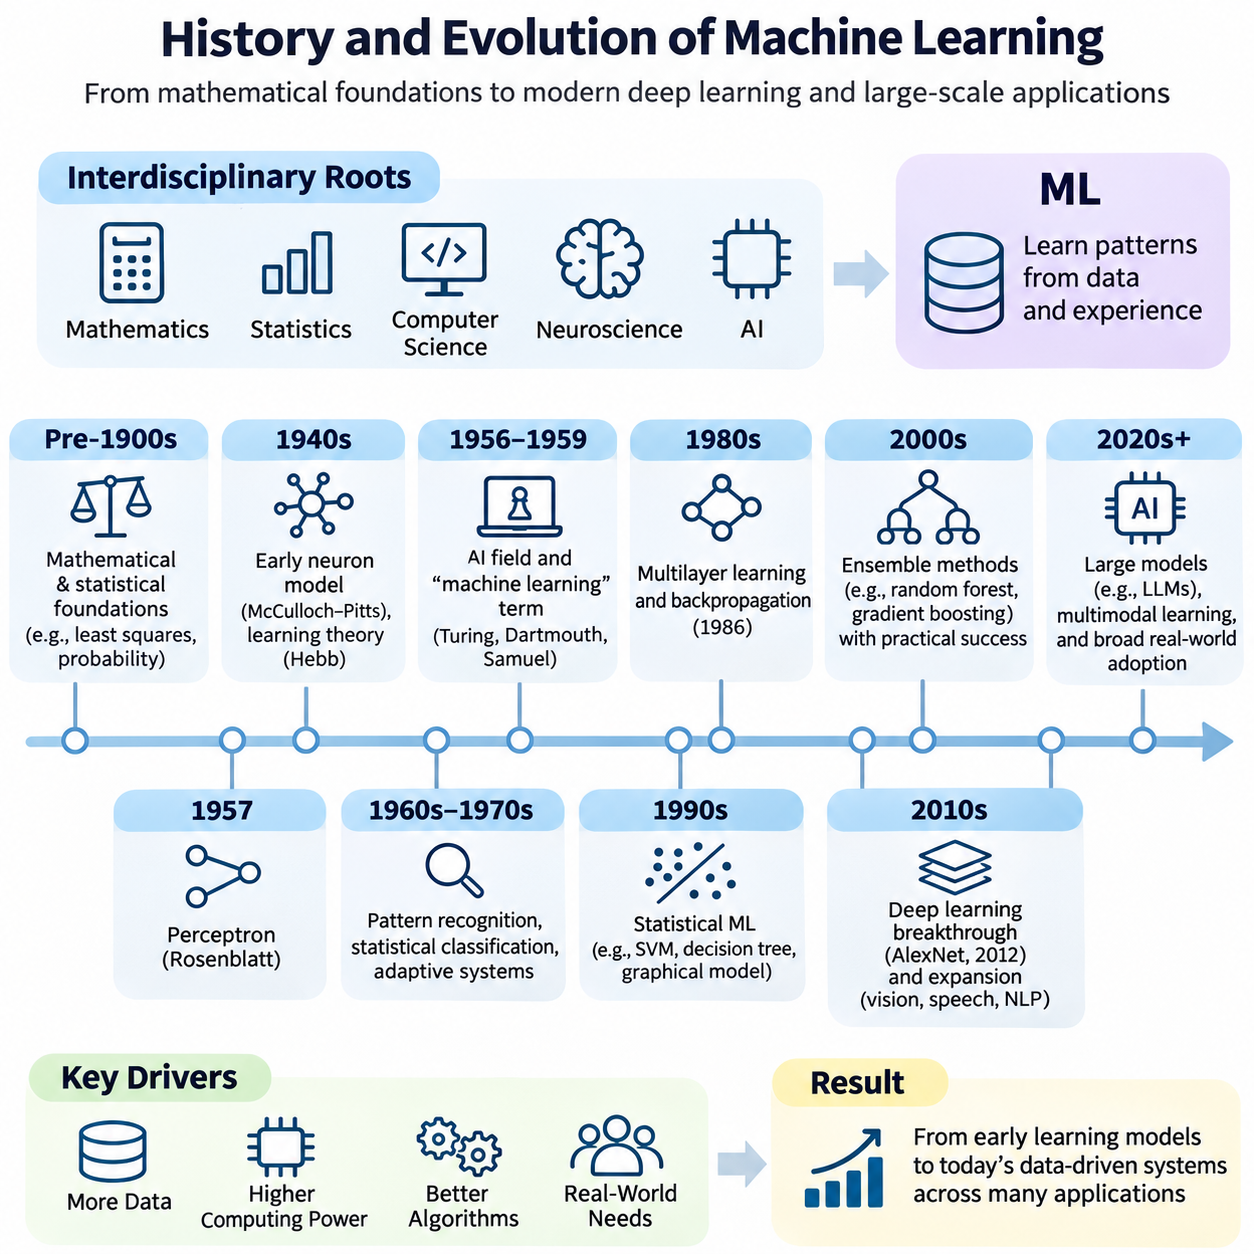 History and Evolution of Machine Learning
From mathematical foundations to modern deep learning and large-scale applications
Interdisciplinary Roots
Mathematics
Statistics
</>
Computer
Science
Neuroscience
AI
ML
Learn patterns
from data
and experience
Pre-1900s
Mathematical
& statistical
foundations
(e.g., least squares,
probability)
1940s
Early neuron
model
(McCulloch–Pitts),
learning theory
(Hebb)
1956–1959
AI field and
“machine learning”
term
(Turing, Dartmouth,
Samuel)
1980s
Multilayer learning
and backpropagation
(1986)
2000s
Ensemble methods
(e.g., random forest,
gradient boosting)
with practical success
2020s+
AI
Large models
(e.g., LLMs),
multimodal learning,
and broad real-world
adoption
1957
Perceptron
(Rosenblatt)
1960s–1970s
Pattern recognition,
statistical classification,
adaptive systems
1990s
Statistical ML
(e.g., SVM, decision tree,
graphical model)
2010s
Deep learning
breakthrough
(AlexNet, 2012)
and expansion
(vision, speech, NLP)
Key Drivers
More Data
Higher
Computing Power
Better
Algorithms
Real-World
Needs
Result
From early learning models
to today’s data-driven systems
across many applications